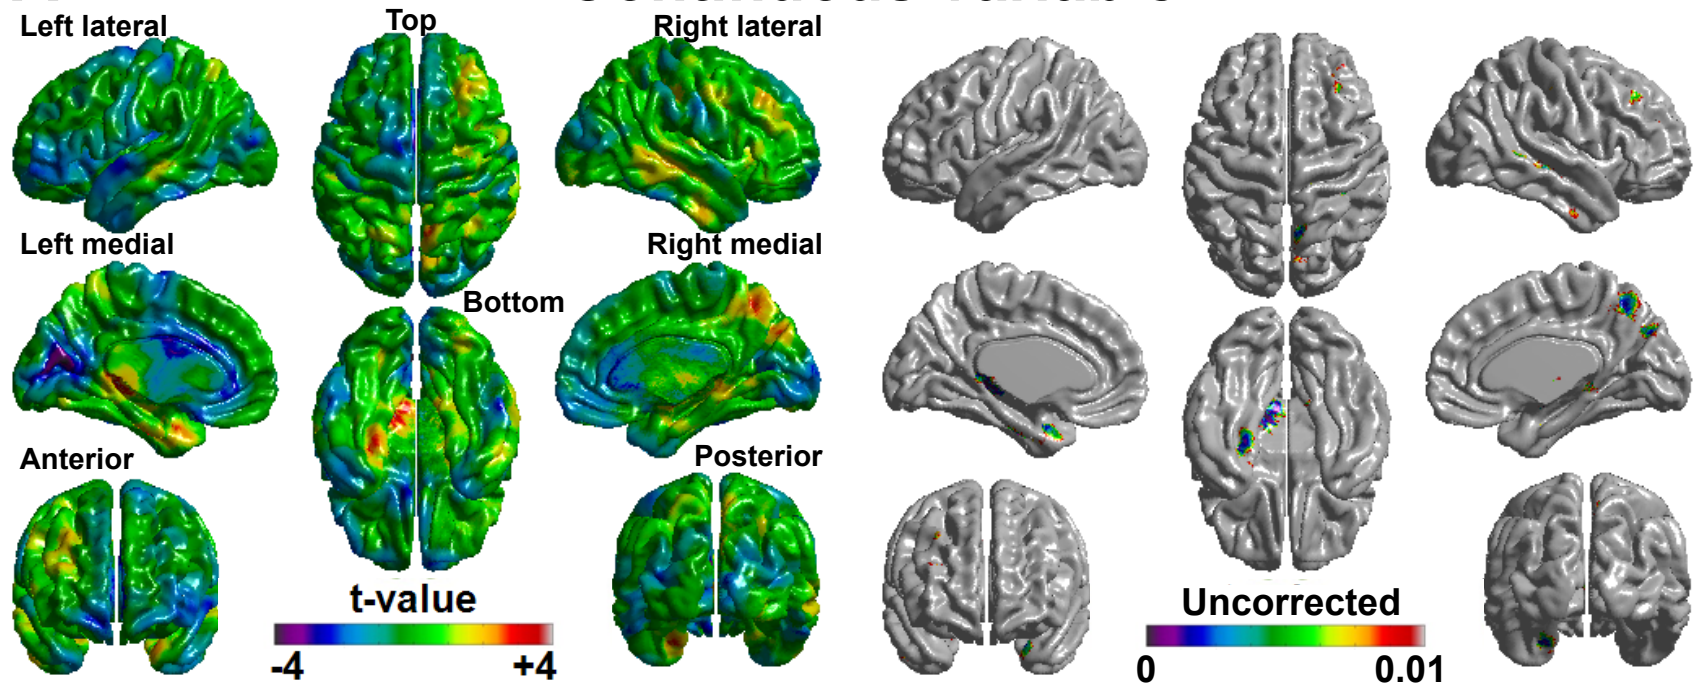 Left lateral
Top
Right lateral
Left medial
Right medial
Bottom
Anterior
Posterior
t-value
-4
+4
Uncorrected
0
0.01